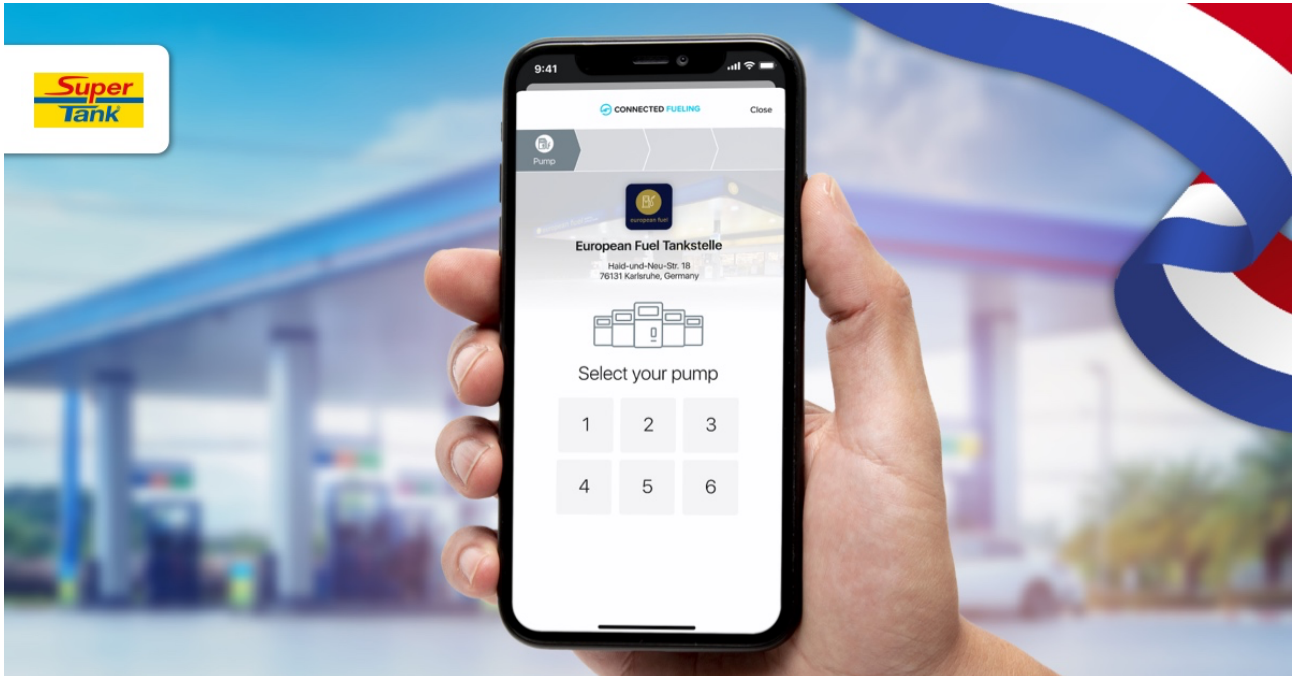 Super
Tank
9:41
CONNECTED FUELING
Close
Pump
european fuel
European Fuel Tankstelle
Haid-und-Neu-Str. 18
76131 Karlsruhe, Germany
Select your pump
1 2 3
4 5 6